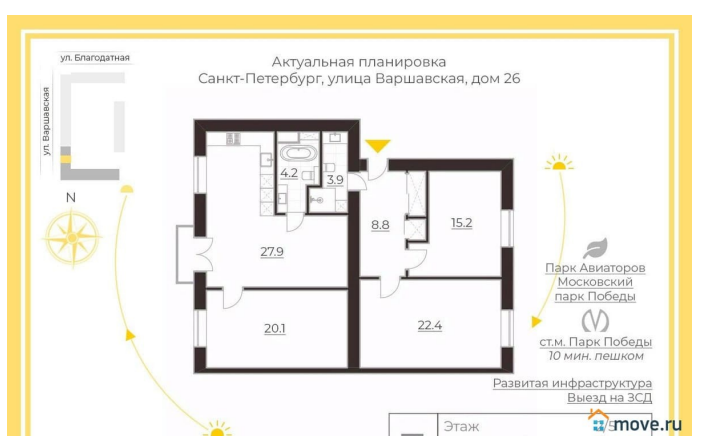 ул. Благодатная
Актуальная планировка
Санкт-Петербург, улица Варшавская, дом 26
ул. Варшавская
N
4.2
3.9
8.8
15.2
27.9
20.1
22.4
Парк Авиаторов
Московский
парк Победы
ст.м. Парк Победы
10 мин. пешком
Развитая инфраструктура
Выезд на ЗСД
Этаж
move.ru